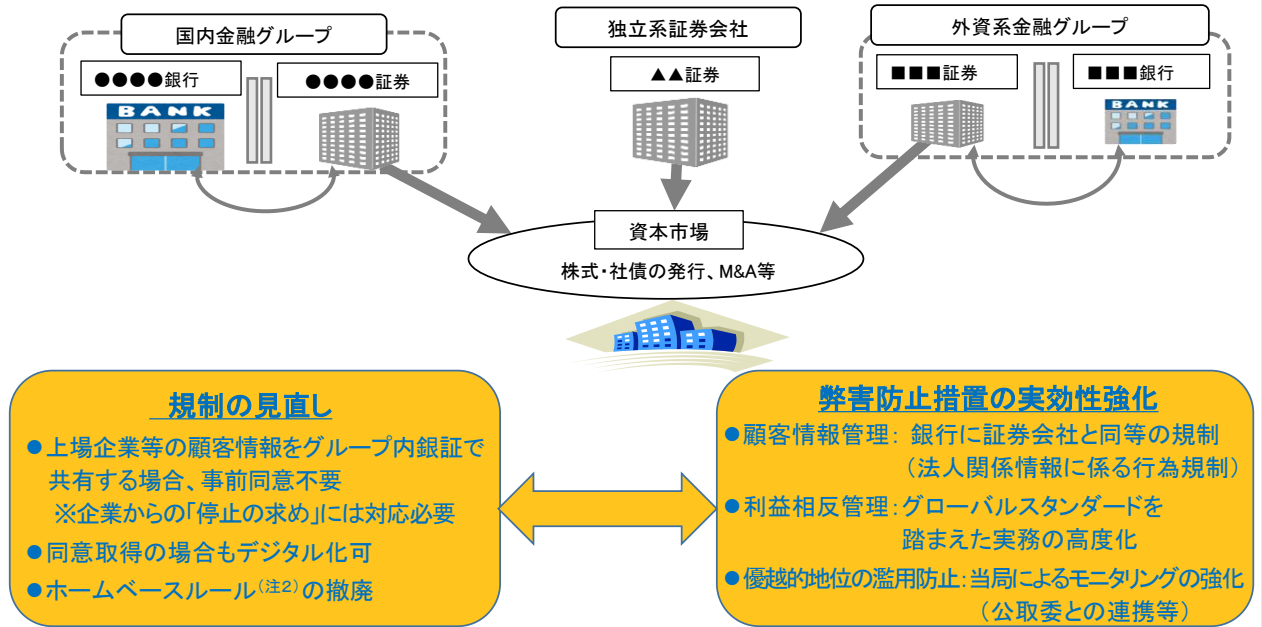 国内金融グループ
●●●●銀行
●●●●証券
BANK
独立系証券会社
▲▲証券
外資系金融グループ
■■■証券
■■■銀行
BANK
資本市場
株式・社債の発行、M&A等
規制の見直し
●上場企業等の顧客情報をグループ内銀証で
共有する場合、事前同意不要
※企業からの「停止の求め」には対応必要
●同意取得の場合もデジタル化可
●ホームベースルール(注2)の撤廃
弊害防止措置の実効性強化
●顧客情報管理： 銀行に証券会社と同等の規制
（法人関係情報に係る行為規制）
●利益相反管理：グローバルスタンダードを
踏まえた実務の高度化
●優越的地位の濫用防止：当局によるモニタリングの強化
（公取委との連携等）